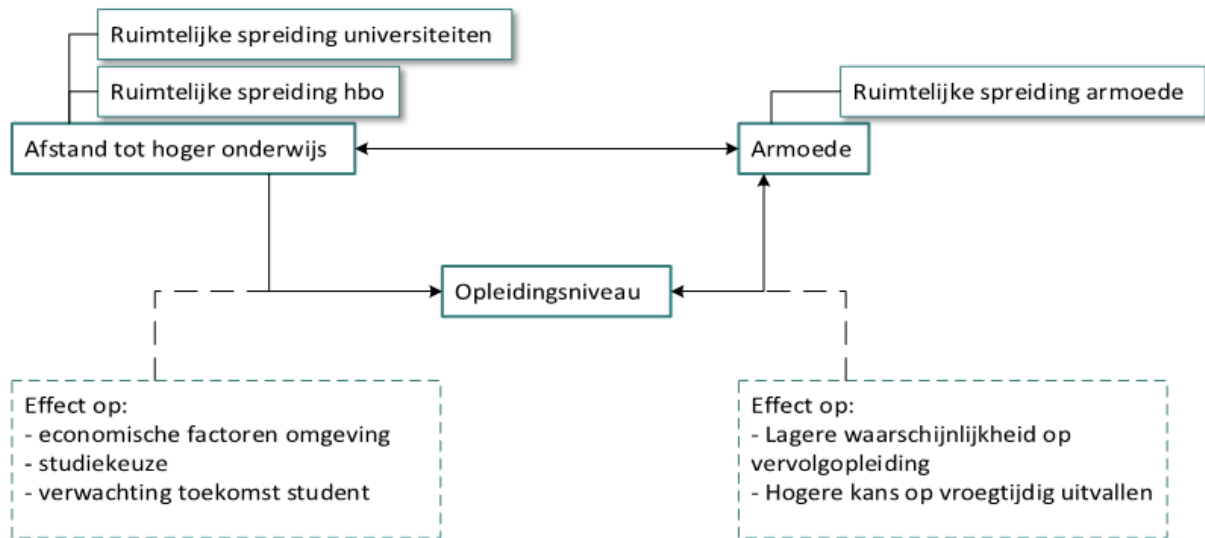 Ruimtelijke spreiding universiteiten
Ruimtelijke spreiding hbo
Ruimtelijke spreiding armoede
Afstand tot hoger onderwijs
Armoede
Opleidingsniveau
Effect op:
- economische factoren omgeving
- studiekeuze
- verwachting toekomst student
Effect op:
- Lagere waarschijnlijkheid op
vervolgopleiding
- Hogere kans op vroegtijdig uitvallen